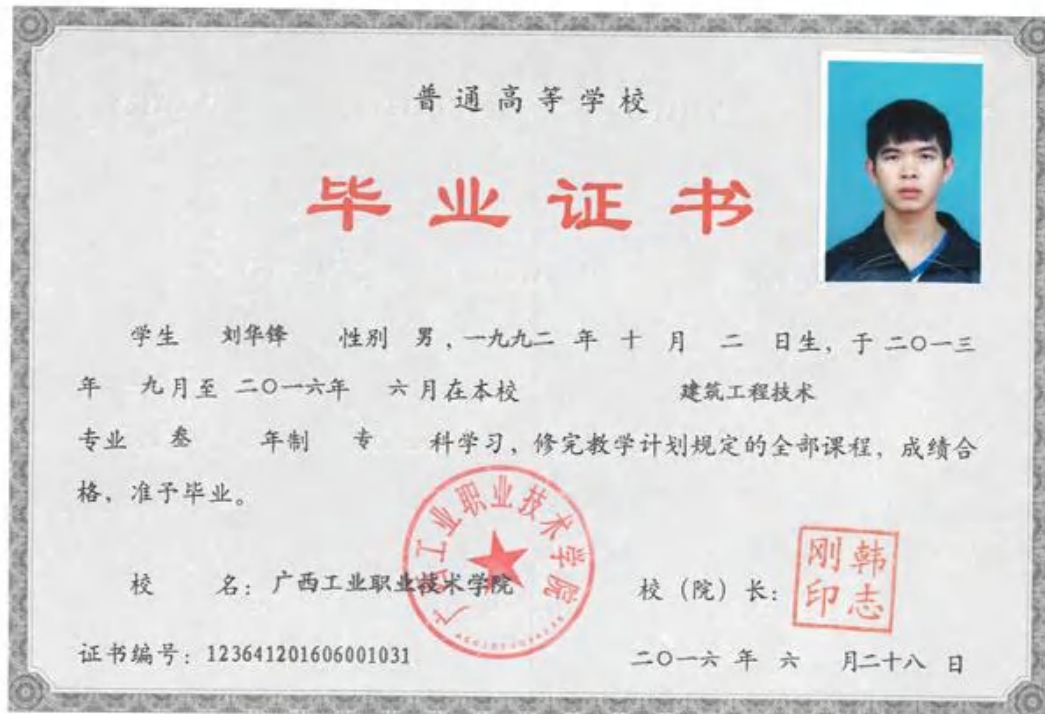 普通高等学校
毕业证书
学生 刘华锋 性别 男，一九九二 年 十 月 二 日生，于 二〇一三
年 九月至 二〇一六年 六月在本校 建筑工程技术
专业 叁 年制 专 科学习，修完教学计划规定的全部课程，成绩合
格，准予毕业。
广西工业职业技术学院
校 名：广西工业职业技术学院
校（院）长：
韩志刚印
证书编号：123641201606001031
二〇一六 年 六 月二十八 日